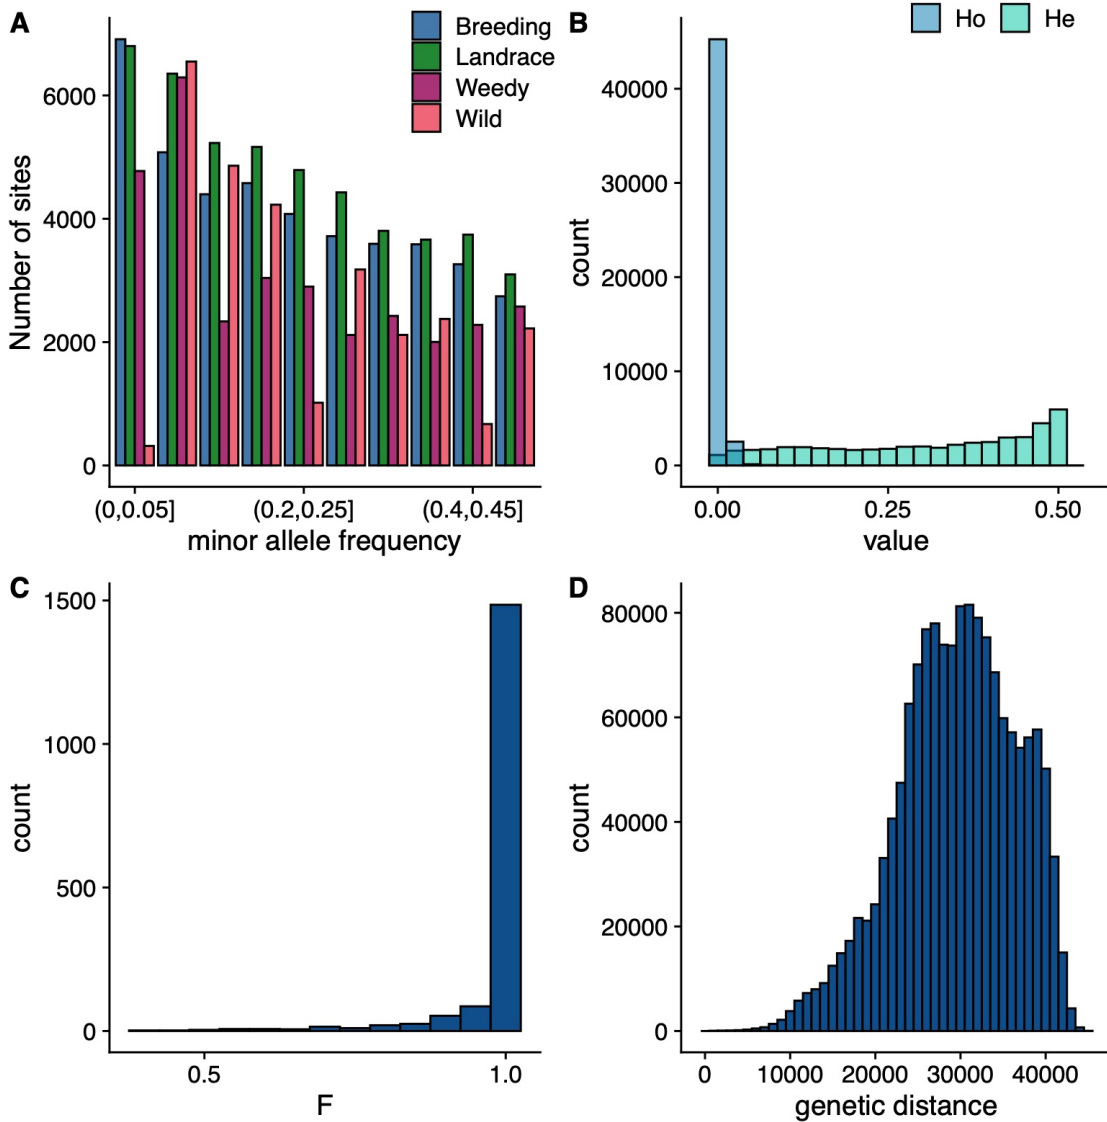 A
Breeding
Landrace
Weedy
Wild
Number of sites
6000
4000
2000
0
(0,0.05]
(0.2,0.25]
(0.4,0.45]
minor allele frequency
B
Ho
He
count
40000
30000
20000
10000
0
0.00
0.25
0.50
value
C
count
1500
1000
500
0
0.5
1.0
F
D
count
80000
60000
40000
20000
0
0
10000
20000
30000
40000
genetic distance